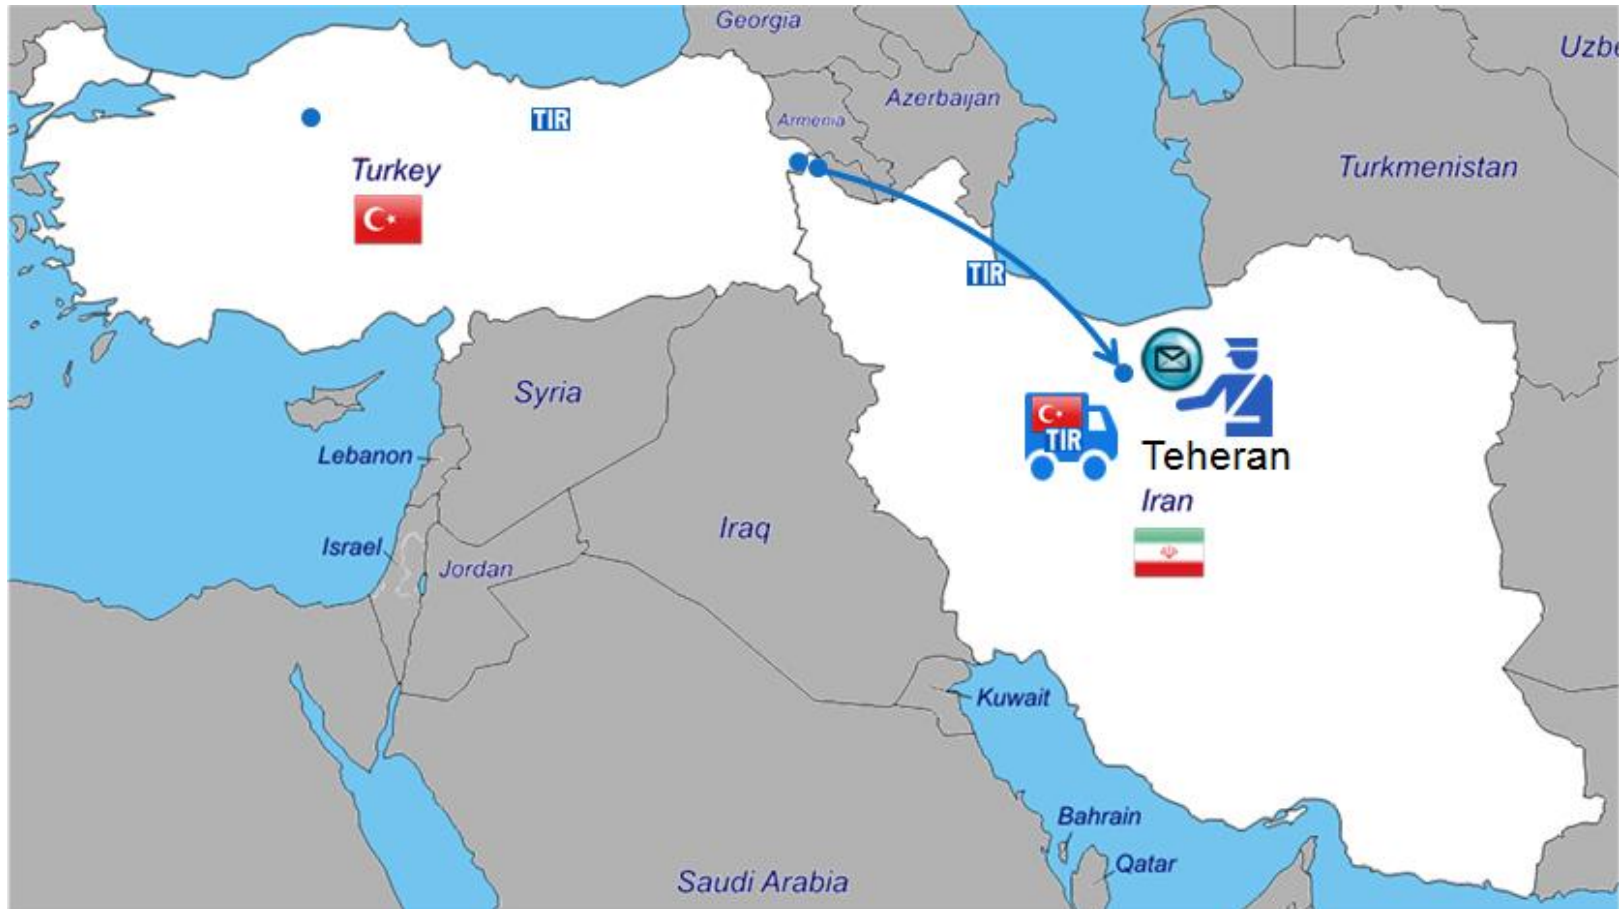 Georgia
Uzbe
Azerbaijan
Armenia
TIR
Turkey
Turkmenistan
TIR
Syria
TIR
Lebanon
Teheran
Iran
Iraq
Israel
Jordan
Kuwait
Bahrain
Qatar
Saudi Arabia